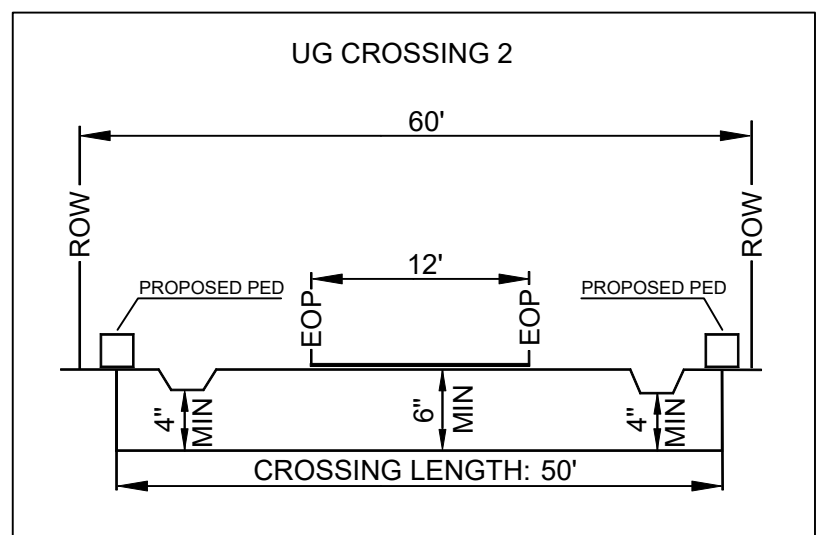 UG CROSSING 2
60'
ROW
ROW
12'
PROPOSED PED
PROPOSED PED
EOP
EOP
4" MIN
6" MIN
4" MIN
CROSSING LENGTH: 50'